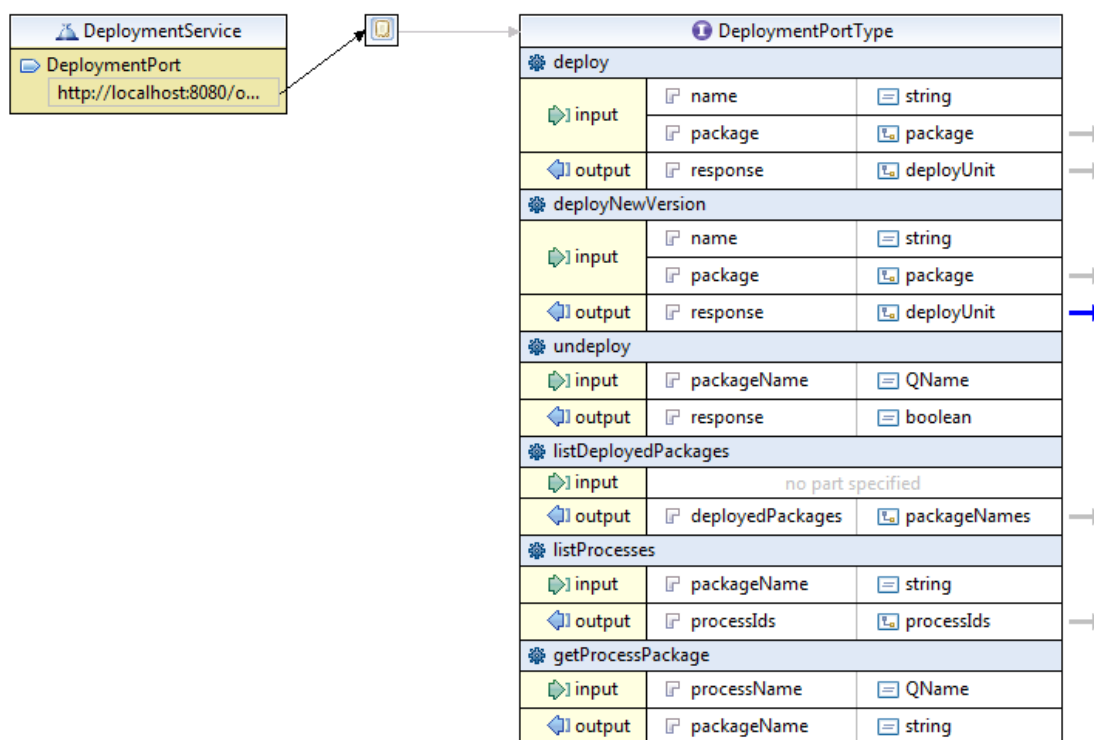 DeploymentService
DeploymentPort
http://localhost:8080/o...
DeploymentPortType
deploy
input
name string
package package
output response deployUnit
deployNewVersion
input
name string
package package
output response deployUnit
undeploy
input packageName QName
output response boolean
listDeployedPackages
input no part specified
output deployedPackages packageNames
listProcesses
input packageName string
output processIds processIds
getProcessPackage
input processName QName
output packageName string